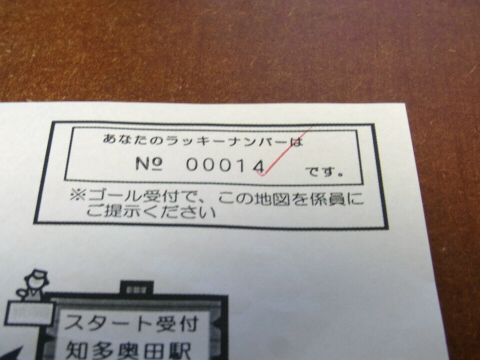 あなたのラッキーナンバーは
№ 00014 です。
※ゴール受付で、この地図を係員に
ご提示ください
スタート受付
知多奥田駅